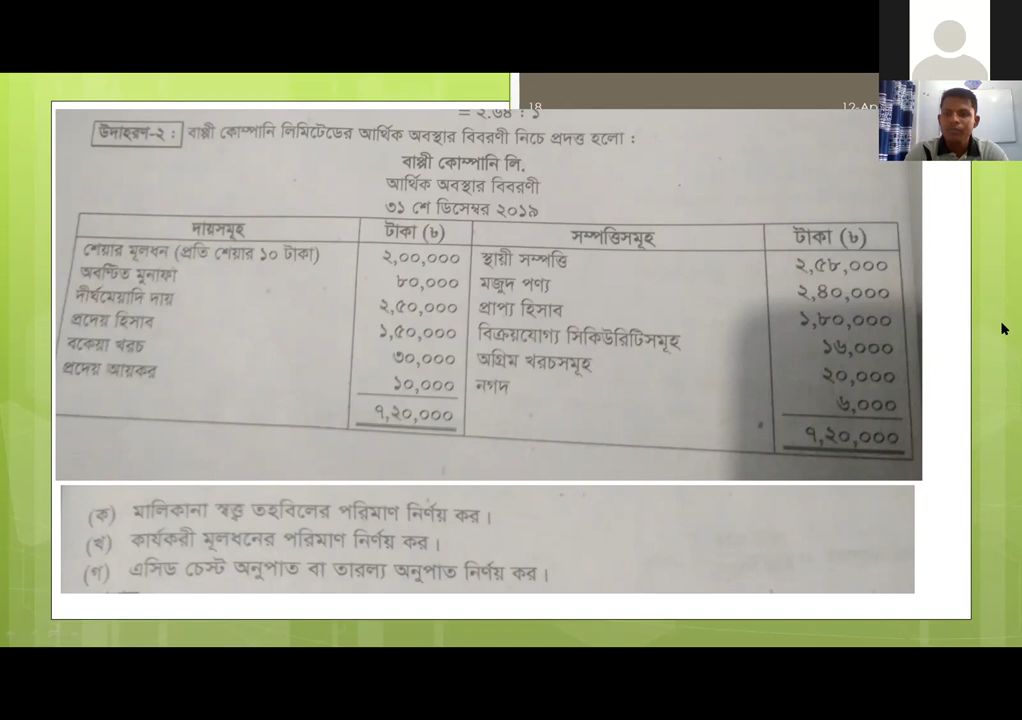 18
12-Ap
= ২.৬৪ : ১
উদাহরণ-২ : বাপ্পী কোম্পানি লিমিটেডের আর্থিক অবস্থার বিবরণী নিচে প্রদত্ত হলো :
বাপ্পী কোম্পানি লি.
আর্থিক অবস্থার বিবরণী
৩১ শে ডিসেম্বর ২০১৯
দায়সমূহ টাকা (৳) সম্পত্তিসমূহ টাকা (৳)
শেয়ার মূলধন (প্রতি শেয়ার ১০ টাকা) ২,০০,০০০ স্থায়ী সম্পত্তি ২,৫৮,০০০
অবণ্টিত মুনাফা ৮০,০০০ মজুদ পণ্য ২,৪০,০০০
দীর্ঘমেয়াদি দায় ২,৫০,০০০ প্রাপ্য হিসাব ১,৮০,০০০
প্রদেয় হিসাব ১,৫০,০০০ বিক্রয়যোগ্য সিকিউরিটিসমূহ ১৬,০০০
বকেয়া খরচ ৩০,০০০ অগ্রিম খরচসমূহ ২০,০০০
প্রদেয় আয়কর ১০,০০০ নগদ ৬,০০০
৭,২০,০০০ ৭,২০,০০০
(ক) মালিকানা স্বত্ব তহবিলের পরিমাণ নির্ণয় কর।
(খ) কার্যকরী মূলধনের পরিমাণ নির্ণয় কর।
(গ) এসিড টেস্ট অনুপাত বা তারল্য অনুপাত নির্ণয় কর।